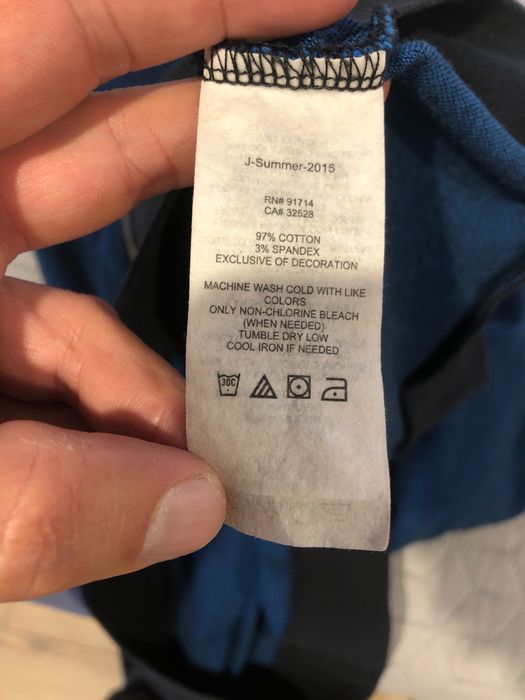 J-Summer-2015
RN# 91714
CA# 32528
97% COTTON
3% SPANDEX
EXCLUSIVE OF DECORATION
MACHINE WASH COLD WITH LIKE
COLORS
ONLY NON-CHLORINE BLEACH
(WHEN NEEDED)
TUMBLE DRY LOW
COOL IRON IF NEEDED
30C